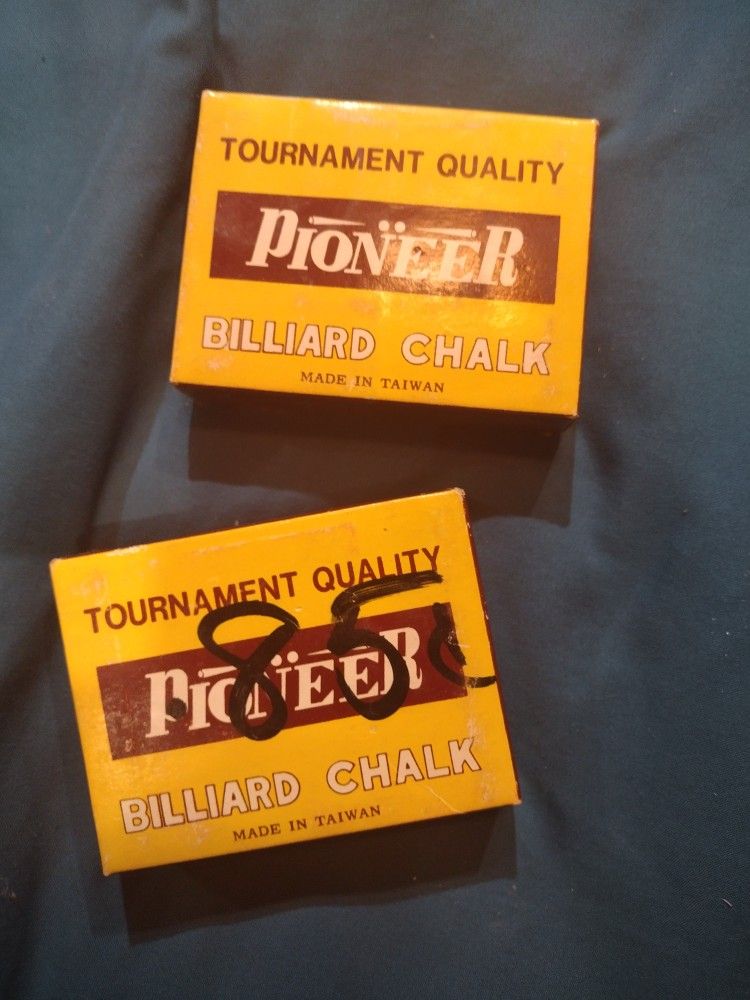 TOURNAMENT QUALITY
PIONEER
BILLIARD CHALK
MADE IN TAIWAN
TOURNAMENT QUALITY
PIONEER
.85¢
BILLIARD CHALK
MADE IN TAIWAN